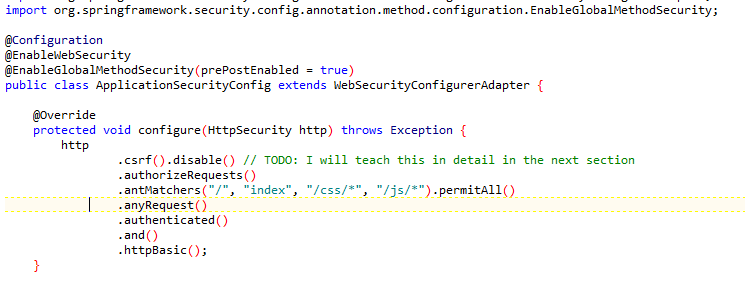 import org.springframework.security.config.annotation.method.configuration.EnableGlobalMethodSecurity;
@Configuration
@EnableWebSecurity
@EnableGlobalMethodSecurity(prePostEnabled = true)
public class ApplicationSecurityConfig extends WebSecurityConfigurerAdapter {
@Override
protected void configure(HttpSecurity http) throws Exception {
http
.csrf().disable() // TODO: I will teach this in detail in the next section
.authorizeRequests()
.antMatchers("/", "index", "/css/*", "/js/*").permitAll()
.anyRequest()
.authenticated()
.and()
.httpBasic();
}